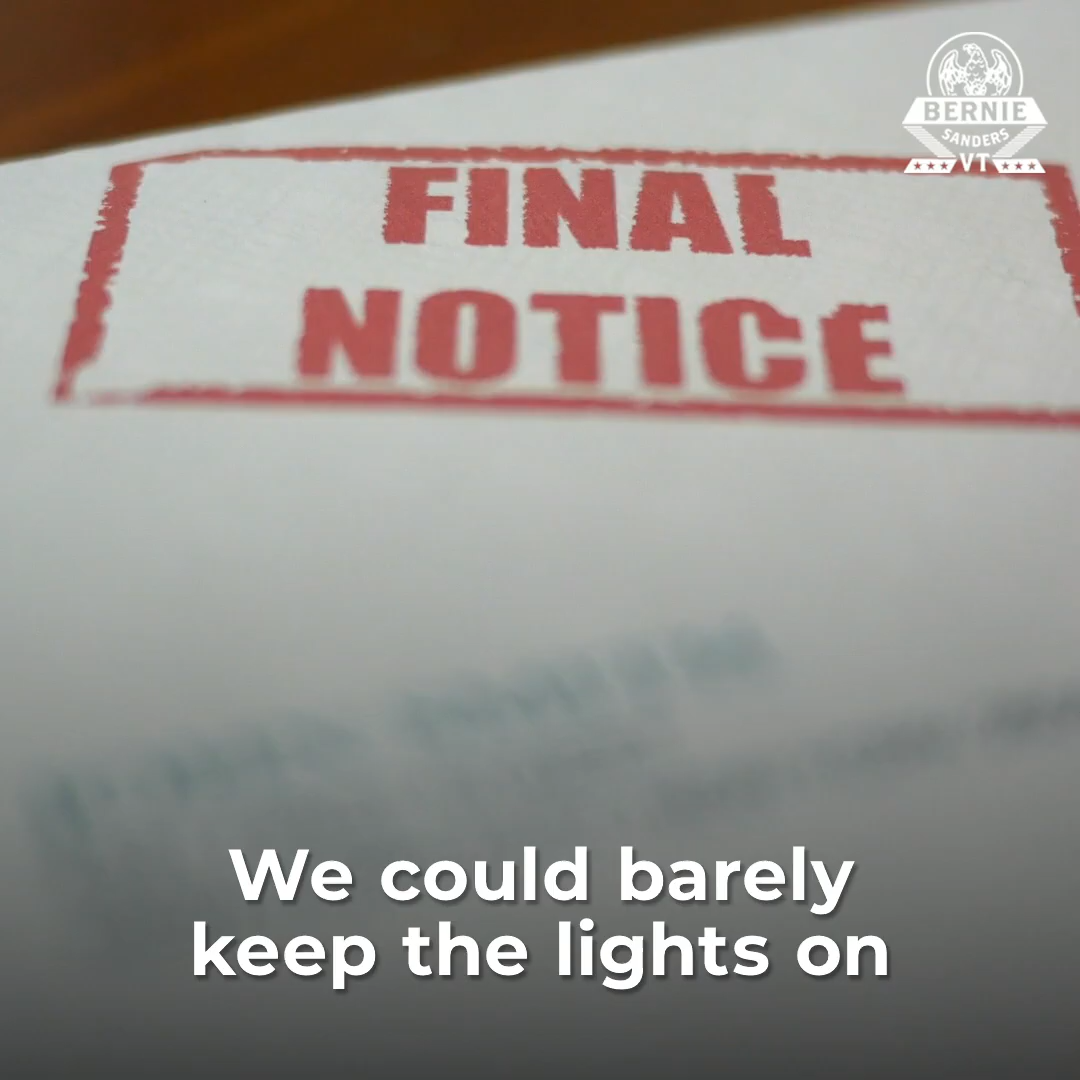 BERNIE
SANDERS
VT
FINAL
NOTICE
We could barely
keep the lights on